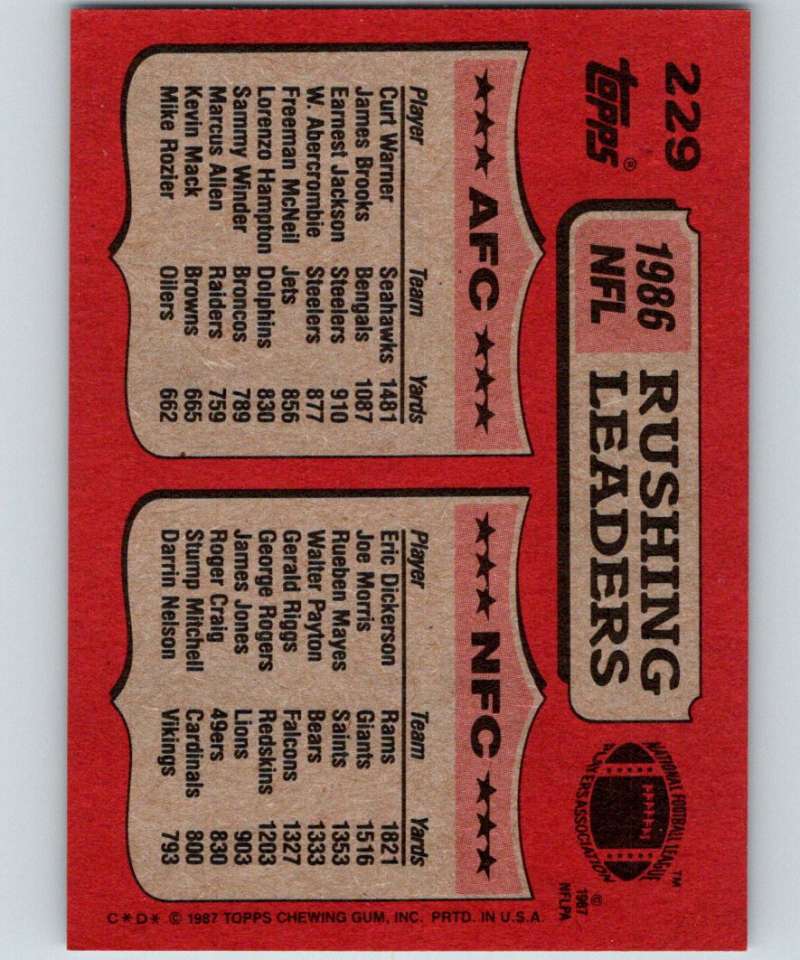 229
topps®
1986 NFL
RUSHING LEADERS
NATIONAL FOOTBALL LEAGUE PLAYERS ASSOCIATION
™
© 1987 NFLPA
★★★ AFC ★★★
Player Team Yards
Curt Warner Seahawks 1481
James Brooks Bengals 1087
Earnest Jackson Steelers 910
W. Abercrombie Steelers 877
Freeman McNeil Jets 856
Lorenzo Hampton Dolphins 830
Sammy Winder Broncos 789
Marcus Allen Raiders 759
Kevin Mack Browns 665
Mike Rozier Oilers 662
★★★ NFC ★★★
Player Team Yards
Eric Dickerson Rams 1821
Joe Morris Giants 1516
Rueben Mayes Saints 1353
Walter Payton Bears 1333
Gerald Riggs Falcons 1327
George Rogers Redskins 1203
James Jones Lions 903
Roger Craig 49ers 830
Stump Mitchell Cardinals 800
Darrin Nelson Vikings 793
C*D* © 1987 TOPPS CHEWING GUM, INC. PRTD. IN U.S.A.